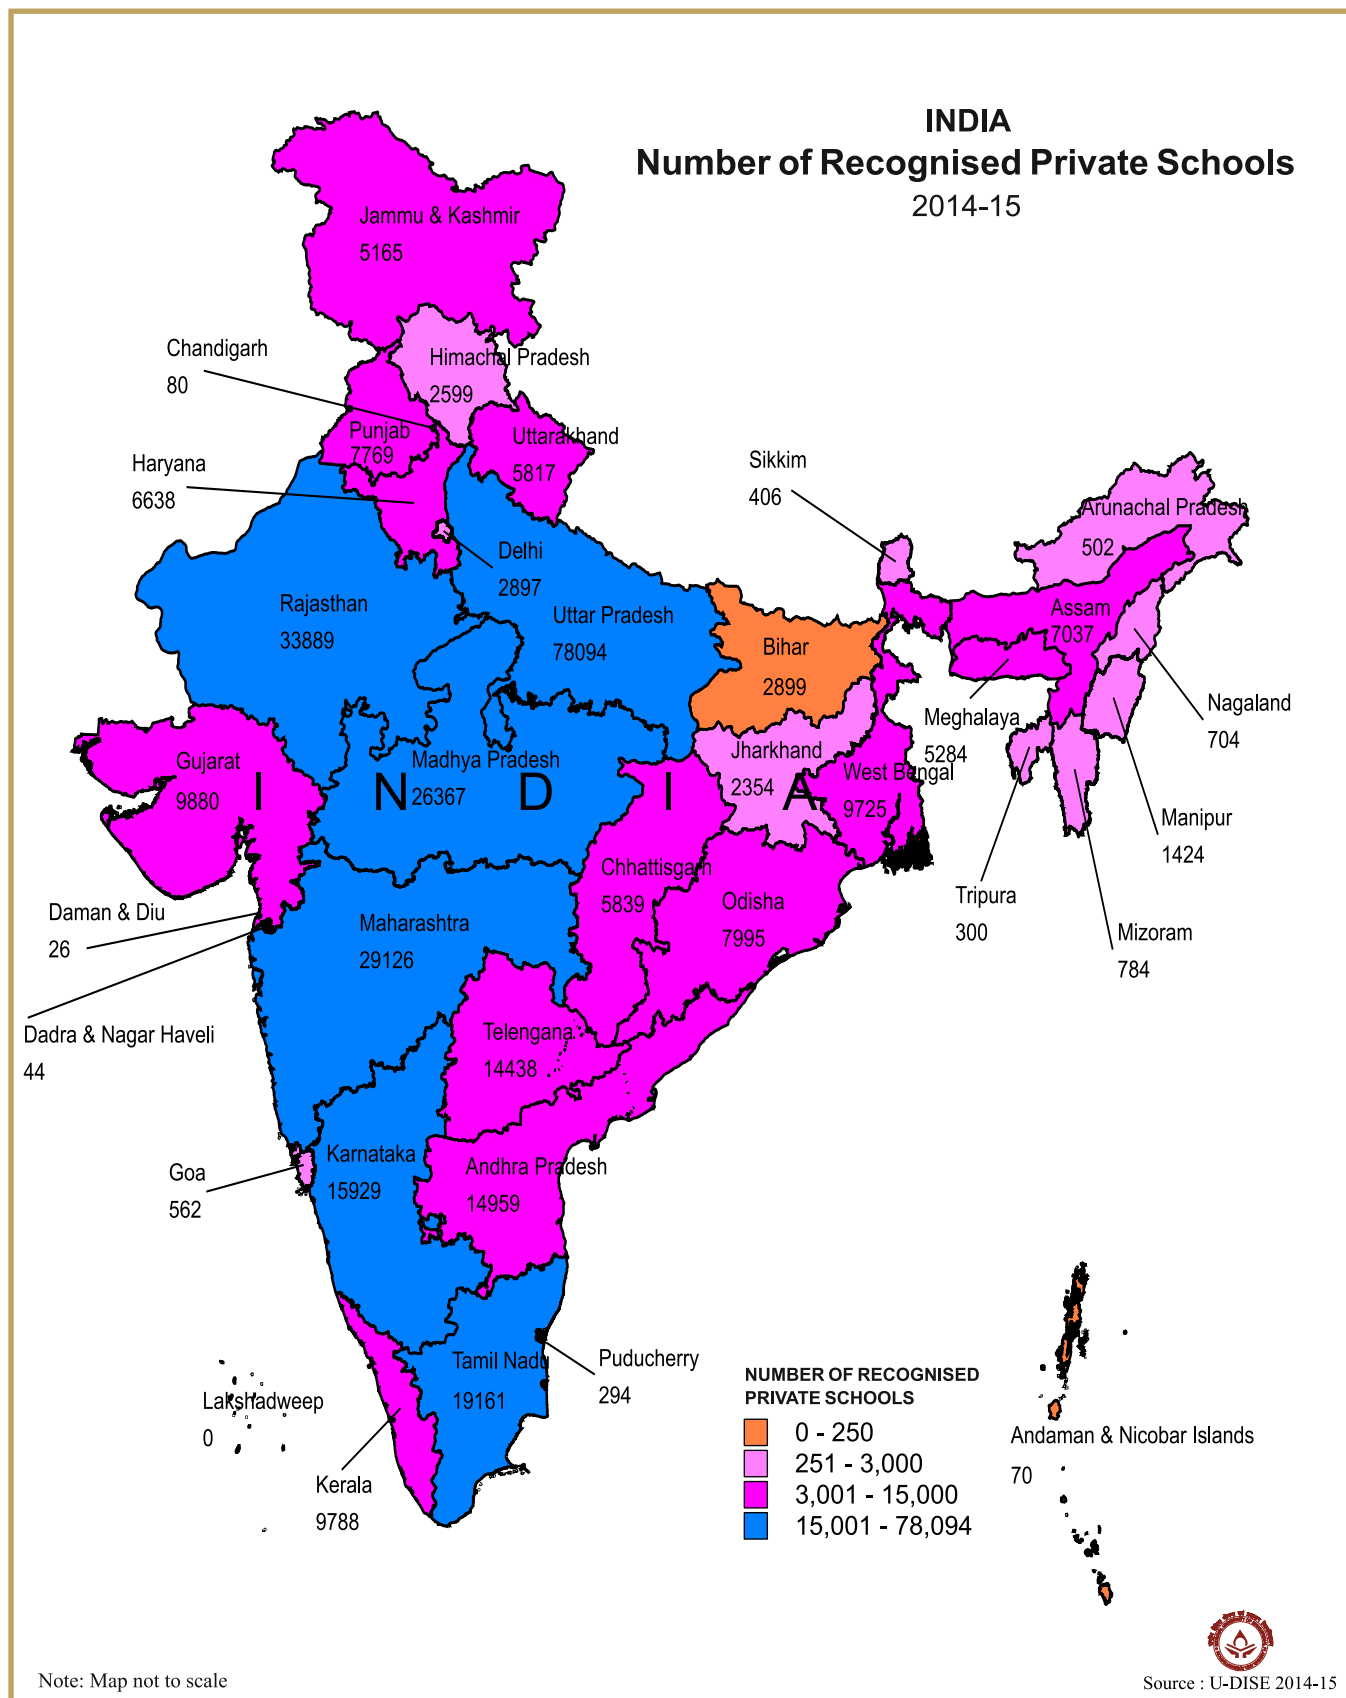 INDIA
Number of Recognised Private Schools
2014-15
Jammu & Kashmir
5165
Chandigarh
80
Himachal Pradesh
2599
Punjab
7769
Uttarakhand
5817
Haryana
6638
Sikkim
406
Arunachal Pradesh
502
Delhi
2897
Rajasthan
33889
Uttar Pradesh
78094
Assam
7037
Bihar
2899
Nagaland
704
Meghalaya
5284
Gujarat
9880
Madhya Pradesh
26367
Jharkhand
2354
West Bengal
9725
I N D I A
Manipur
1424
Chhattisgarh
5839
Odisha
7995
Tripura
300
Mizoram
784
Daman & Diu
26
Maharashtra
29126
Dadra & Nagar Haveli
44
Telengana
14438
Goa
562
Karnataka
15929
Andhra Pradesh
14959
Tamil Nadu
19161
Puducherry
294
Lakshadweep
0
Kerala
9788
NUMBER OF RECOGNISED
PRIVATE SCHOOLS
0 - 250
251 - 3,000
3,001 - 15,000
15,001 - 78,094
Andaman & Nicobar Islands
70
Note: Map not to scale
Source : U-DISE 2014-15